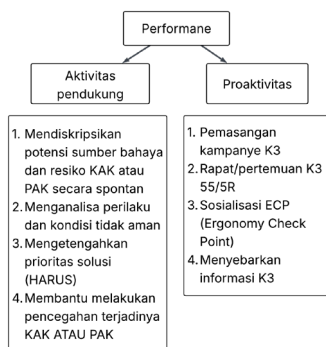 Performane
Aktivitas
pendukung
Proaktivitas
1. Mendiskripsikan
potensi sumber bahaya
dan resiko KAK atau
PAK secara spontan
2. Menganalisa perilaku
dan kondisi tidak aman
3. Mengetengahkan
prioritas solusi
(HARUS)
4. Membantu melakukan
pencegahan terjadinya
KAK ATAU PAK
1. Pemasangan
kampanye K3
2. Rapat/pertemuan K3
55/5R
3. Sosialisasi ECP
(Ergonomy Check
Point)
4. Menyebarkan
informasi K3